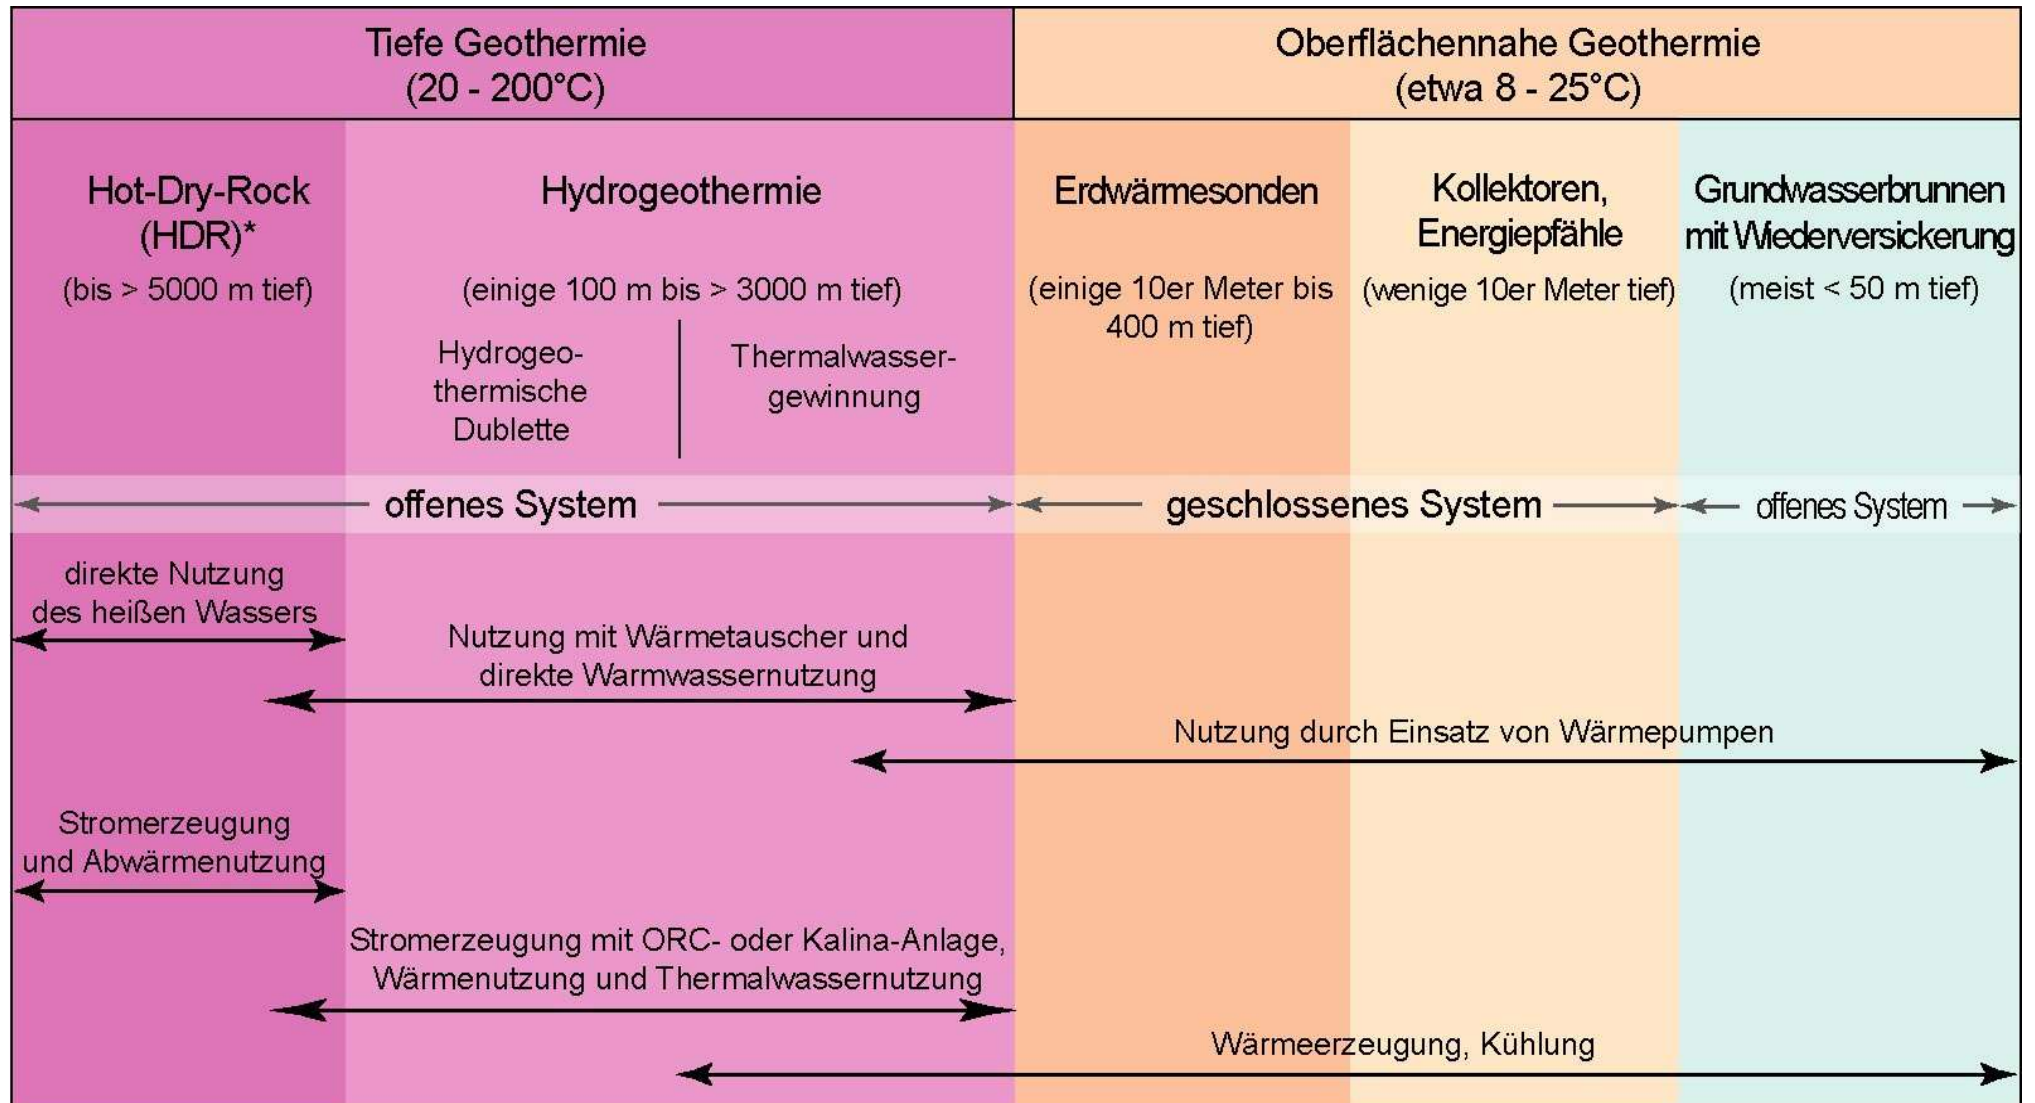 Tiefe Geothermie
(20 - 200°C)
Oberflächennahe Geothermie
(etwa 8 - 25°C)
Hot-Dry-Rock
(HDR)*
(bis > 5000 m tief)
Hydrogeothermie
(einige 100 m bis > 3000 m tief)
Hydrogeo-
thermische
Dublette
Thermalwasser-
gewinnung
Erdwärmesonden
(einige 10er Meter bis
400 m tief)
Kollektoren,
Energiepfähle
(wenige 10er Meter tief)
Grundwasserbrunnen
mit Wiederversickerung
(meist < 50 m tief)
offenes System
geschlossenes System
offenes System
direkte Nutzung
des heißen Wassers
Nutzung mit Wärmetauscher und
direkte Warmwassernutzung
Nutzung durch Einsatz von Wärmepumpen
Stromerzeugung
und Abwärmenutzung
Stromerzeugung mit ORC- oder Kalina-Anlage,
Wärmenutzung und Thermalwassernutzung
Wärmeerzeugung, Kühlung